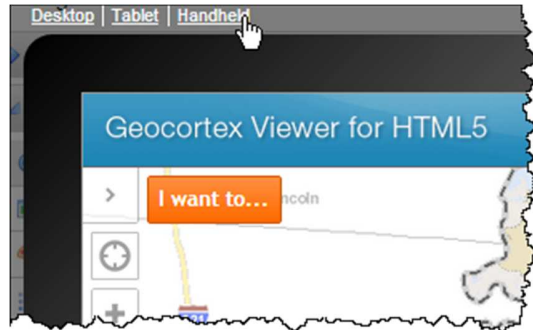 Desktop | Tablet | Handheld
Geocortex Viewer for HTML5
I want to...